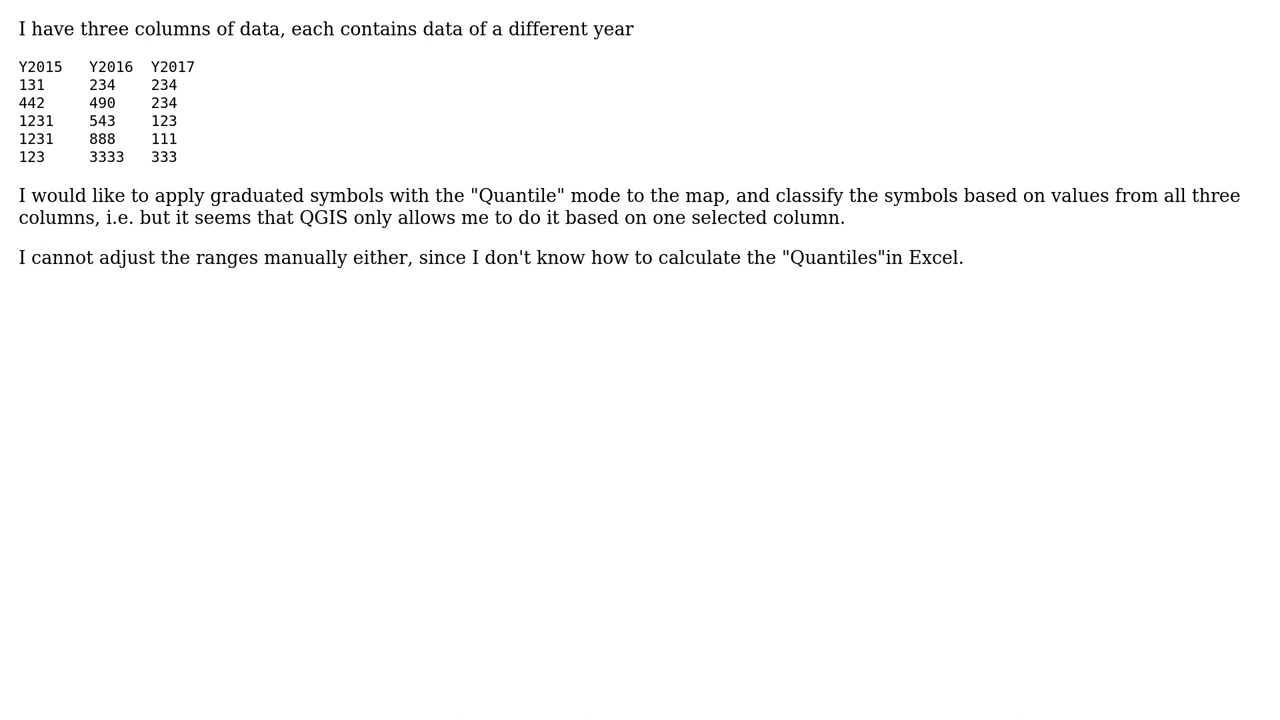 I have three columns of data, each contains data of a different year
Y2015   Y2016  Y2017
131     234    234
442     490    234
1231    543    123
1231    888    111
123     3333   333
I would like to apply graduated symbols with the "Quantile" mode to the map, and classify the symbols based on values from all three
columns, i.e. but it seems that QGIS only allows me to do it based on one selected column.
I cannot adjust the ranges manually either, since I don't know how to calculate the "Quantiles"in Excel.